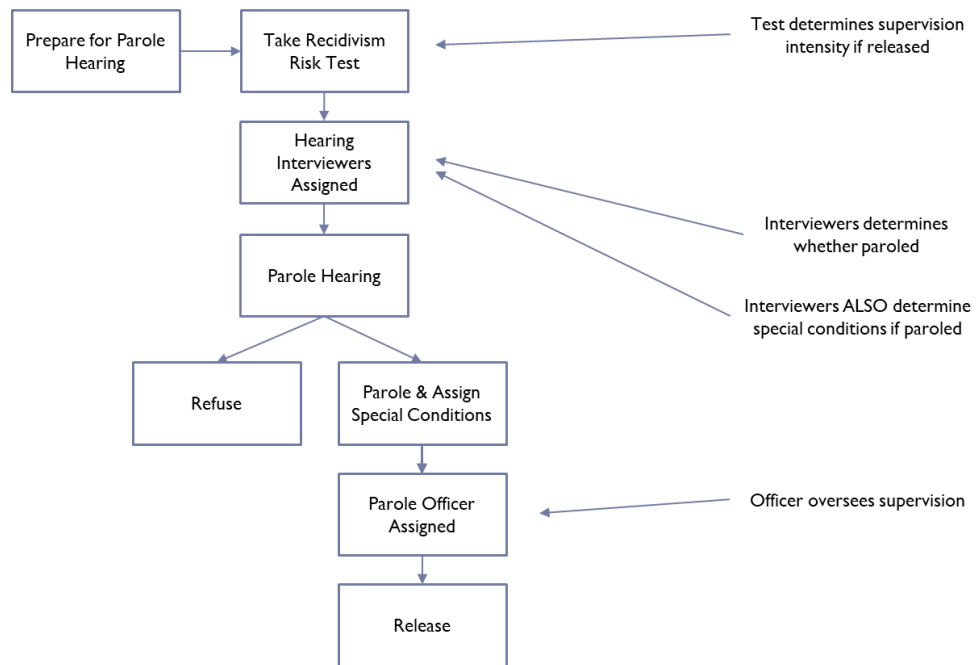 Prepare for Parole
Hearing
Take Recidivism
Risk Test
Test determines supervision
intensity if released
Hearing
Interviewers
Assigned
Interviewers determines
whether paroled
Parole Hearing
Interviewers ALSO determine
special conditions if paroled
Refuse
Parole & Assign
Special Conditions
Parole Officer
Assigned
Officer oversees supervision
Release